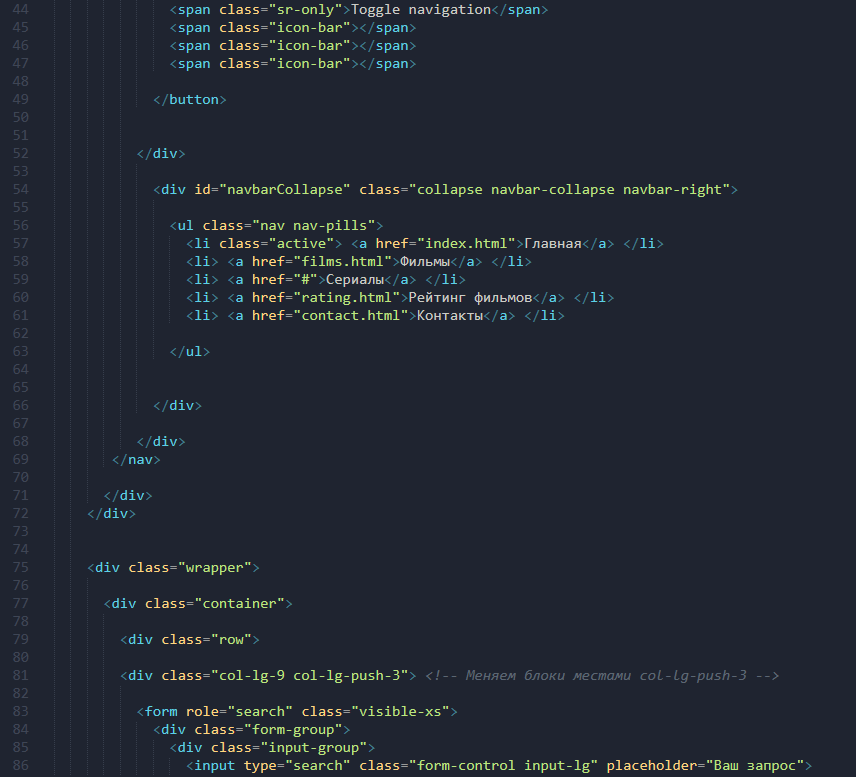 44 <span class="sr-only">Toggle navigation</span>
45 <span class="icon-bar"></span>
46 <span class="icon-bar"></span>
47 <span class="icon-bar"></span>
48
49 </button>
50
51
52 </div>
53
54 <div id="navbarCollapse" class="collapse navbar-collapse navbar-right">
55
56 <ul class="nav nav-pills">
57 <li class="active"> <a href="index.html">Главная</a> </li>
58 <li> <a href="films.html">Фильмы</a> </li>
59 <li> <a href="#">Сериалы</a> </li>
60 <li> <a href="rating.html">Рейтинг фильмов</a> </li>
61 <li> <a href="contact.html">Контакты</a> </li>
62
63 </ul>
64
65
66 </div>
67
68 </div>
69 </nav>
70
71 </div>
72 </div>
73
74
75 <div class="wrapper">
76
77 <div class="container">
78
79 <div class="row">
80
81 <div class="col-lg-9 col-lg-push-3"> <!-- Меняем блоки местами col-lg-push-3 -->
82
83 <form role="search" class="visible-xs">
84 <div class="form-group">
85 <div class="input-group">
86 <input type="search" class="form-control input-lg" placeholder="Ваш запрос">